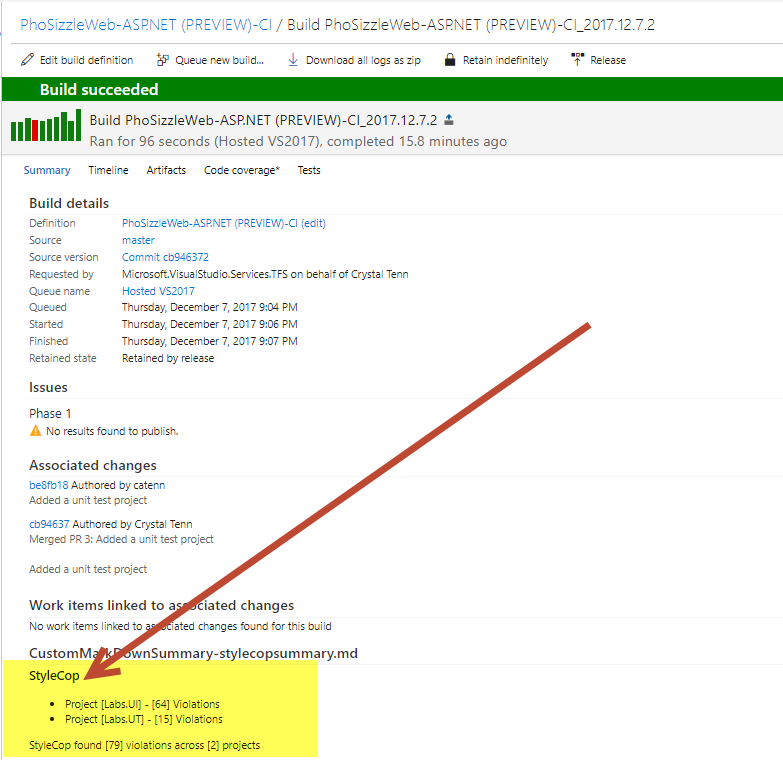 PhoSizzleWeb-ASP.NET (PREVIEW)-CI / Build PhoSizzleWeb-ASP.NET (PREVIEW)-CI_2017.12.7.2
Edit build definition Queue new build... Download all logs as zip Retain indefinitely Release
Build succeeded
Build PhoSizzleWeb-ASP.NET (PREVIEW)-CI_2017.12.7.2
Ran for 96 seconds (Hosted VS2017), completed 15.8 minutes ago
Summary Timeline Artifacts Code coverage* Tests
Build details
Definition PhoSizzleWeb-ASP.NET (PREVIEW)-CI (edit)
Source master
Source version Commit cb946372
Requested by Microsoft.VisualStudio.Services.TFS on behalf of Crystal Tenn
Queue name Hosted VS2017
Queued Thursday, December 7, 2017 9:04 PM
Started Thursday, December 7, 2017 9:06 PM
Finished Thursday, December 7, 2017 9:07 PM
Retained state Retained by release
Issues
Phase 1
No results found to publish.
Associated changes
be8fb18 Authored by catenn
Added a unit test project
cb94637 Authored by Crystal Tenn
Merged PR 3: Added a unit test project
Added a unit test project
Work items linked to associated changes
No work items linked to associated changes found for this build
CustomMarkDownSummary-stylecopsummary.md
StyleCop
• Project [Labs.UI] - [64] Violations
• Project [Labs.UT] - [15] Violations
StyleCop found [79] violations across [2] projects